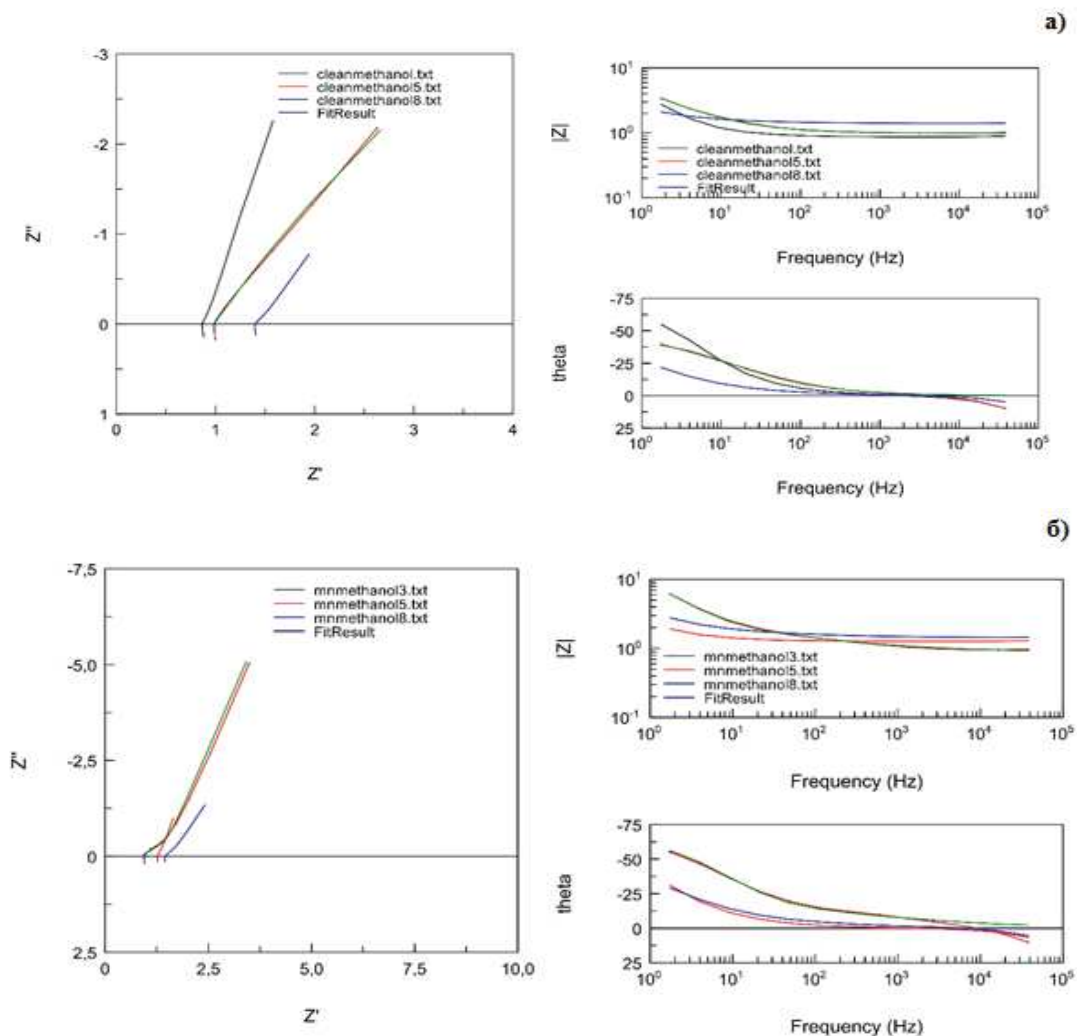 а)
-3
-2
-1
0
1
0
1
2
3
4
Z''
Z'
cleanmethanol.txt
cleanmethanol5.txt
cleanmethanol8.txt
FitResult
10¹
10⁰
10⁻¹
10⁰
10¹
10²
10³
10⁴
10⁵
|Z|
Frequency (Hz)
cleanmethanol.txt
cleanmethanol5.txt
cleanmethanol8.txt
FitResult
-75
-50
-25
0
25
10⁰
10¹
10²
10³
10⁴
10⁵
theta
Frequency (Hz)
б)
-7,5
-5,0
-2,5
0
2,5
0
2,5
5,0
7,5
10,0
Z''
Z'
mnmethanol3.txt
mnmethanol5.txt
mnmethanol8.txt
FitResult
10¹
10⁰
10⁻¹
10⁰
10¹
10²
10³
10⁴
10⁵
|Z|
Frequency (Hz)
mnmethanol3.txt
mnmethanol5.txt
mnmethanol8.txt
FitResult
-75
-50
-25
0
25
10⁰
10¹
10²
10³
10⁴
10⁵
theta
Frequency (Hz)